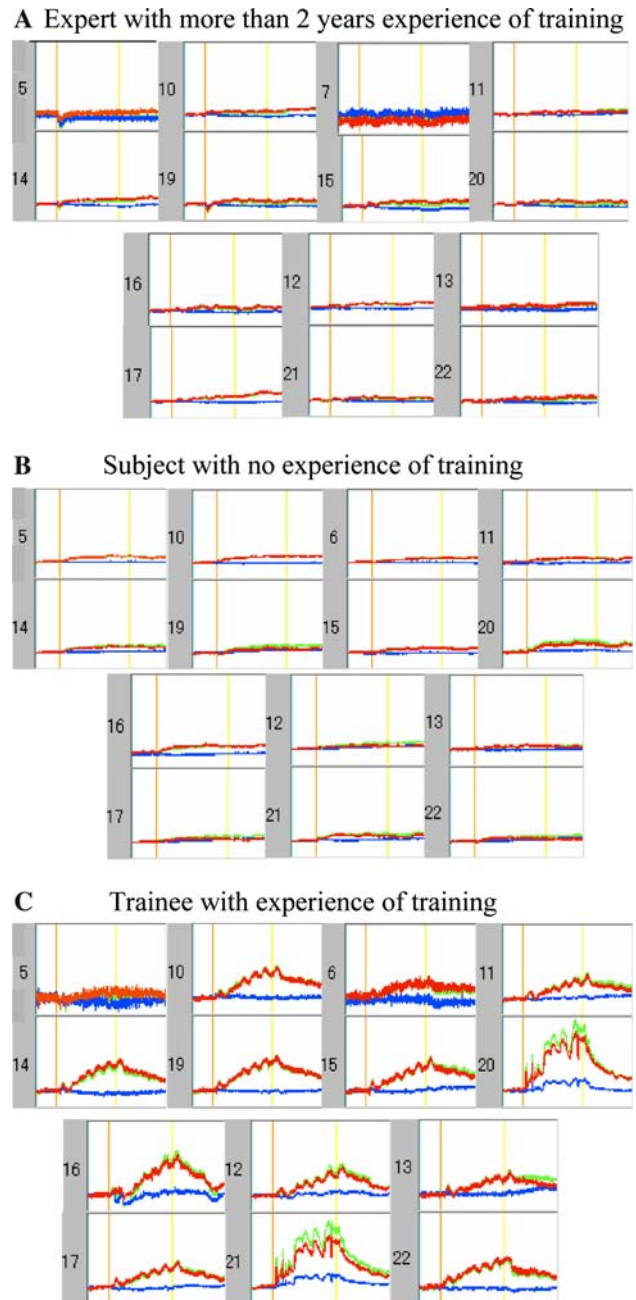 A Expert with more than 2 years experience of training
5 10 7 11
14 19 15 20
16 12 13
17 21 22
B Subject with no experience of training
5 10 6 11
14 19 15 20
16 12 13
17 21 22
C Trainee with experience of training
5 10 6 11
14 19 15 20
16 12 13
17 21 22